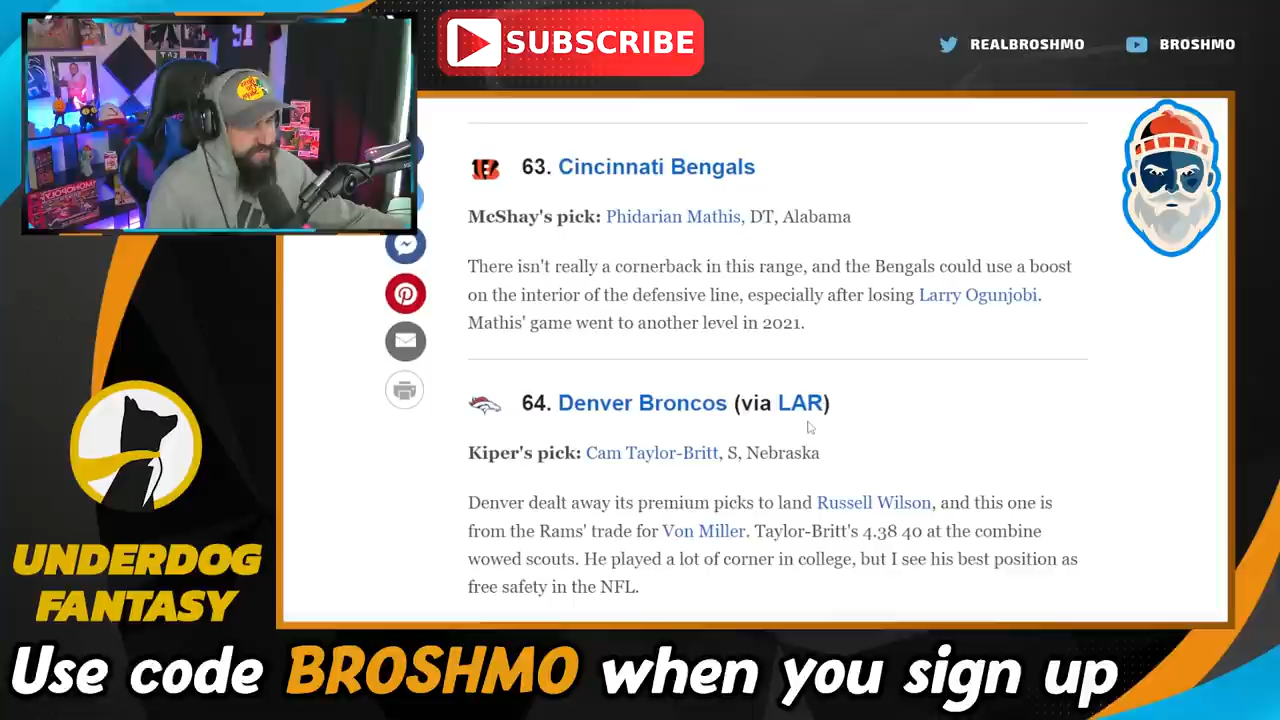 SUBSCRIBE
REALBROSHMO
BROSHMO
63. Cincinnati Bengals
McShay's pick: Phidarian Mathis, DT, Alabama
There isn't really a cornerback in this range, and the Bengals could use a boost
on the interior of the defensive line, especially after losing Larry Ogunjobi.
Mathis' game went to another level in 2021.
64. Denver Broncos (via LAR)
Kiper's pick: Cam Taylor-Britt, S, Nebraska
Denver dealt away its premium picks to land Russell Wilson, and this one is
from the Rams' trade for Von Miller. Taylor-Britt's 4.38 40 at the combine
wowed scouts. He played a lot of corner in college, but I see his best position as
free safety in the NFL.
UNDERDOG
FANTASY
Use code BROSHMO when you sign up